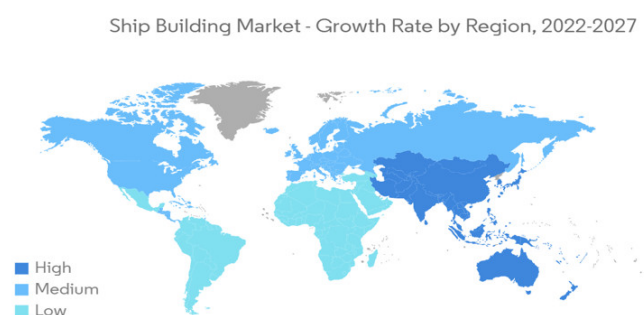 Ship Building Market - Growth Rate by Region, 2022-2027
High
Medium
Low